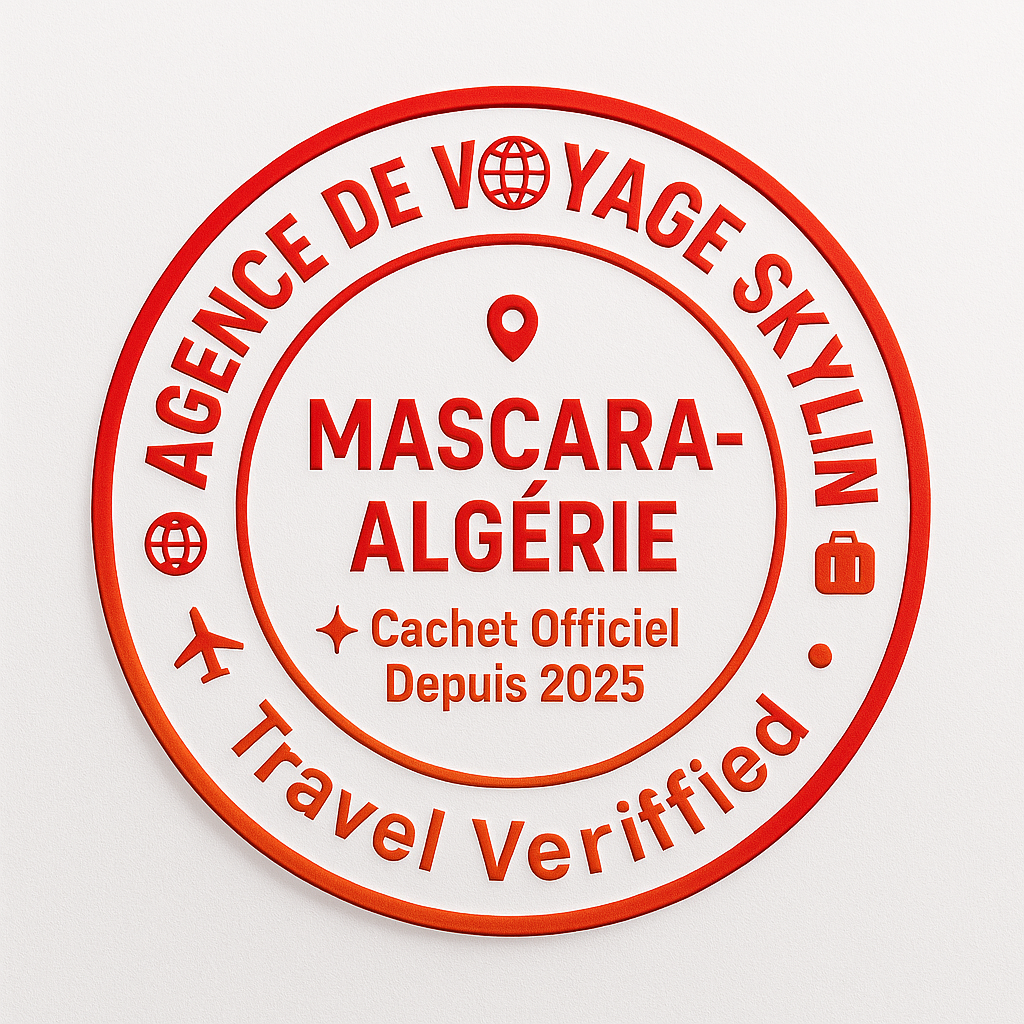 AGENCE DE VOYAGE SKYLIN
MASCARA-
ALGÉRIE
Cachet Officiel
Depuis 2025
Travel Veriffied